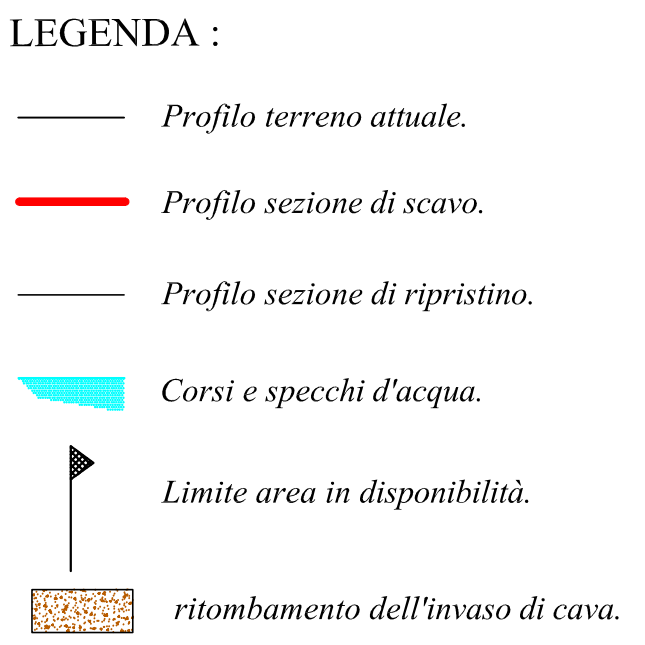 LEGENDA :
Profilo terreno attuale.
Profilo sezione di scavo.
Profilo sezione di ripristino.
Corsi e specchi d'acqua.
Limite area in disponibilità.
ritombamento dell'invaso di cava.